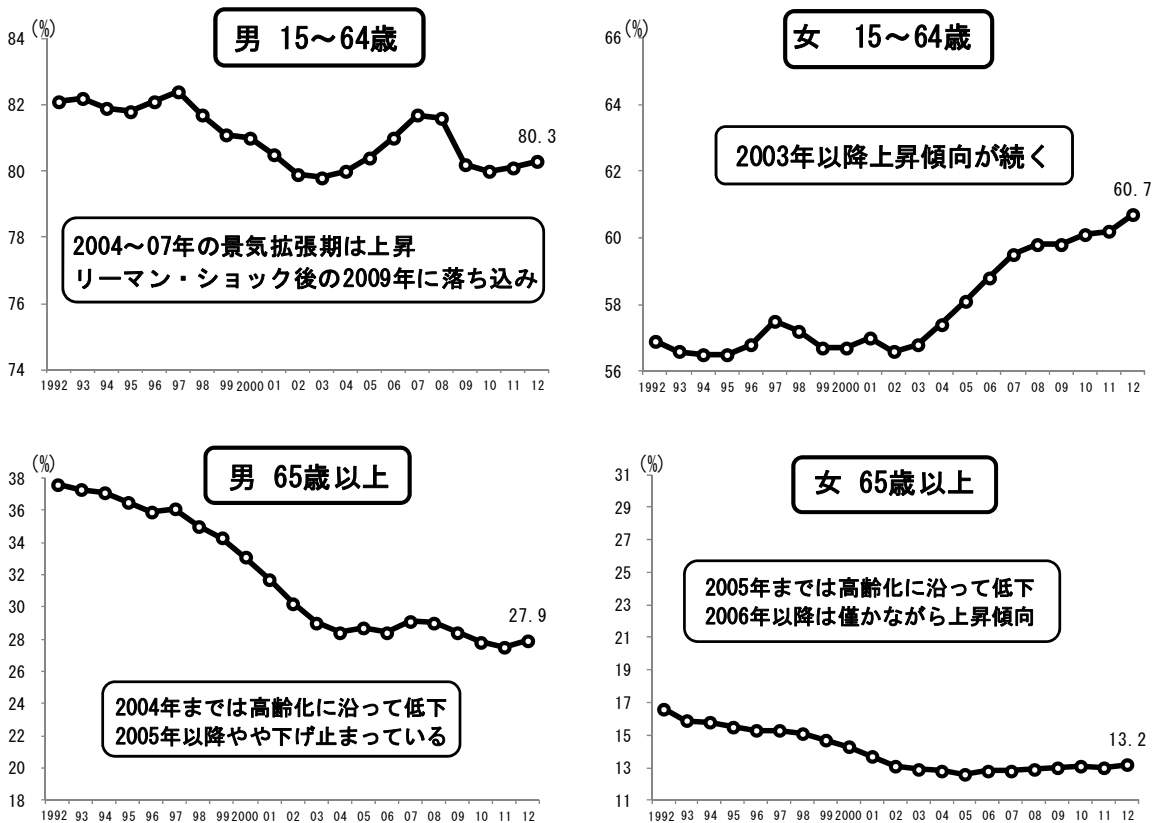 男 15～64歳
(%)
84
82
80
78
76
74
80.3
2004～07年の景気拡張期は上昇
リーマン・ショック後の2009年に落ち込み
1992 93 94 95 96 97 98 99 2000 01 02 03 04 05 06 07 08 09 10 11 12
女 15～64歳
(%)
66
64
62
60
58
56
2003年以降上昇傾向が続く
60.7
1992 93 94 95 96 97 98 99 2000 01 02 03 04 05 06 07 08 09 10 11 12
男 65歳以上
(%)
38
36
34
32
30
28
26
24
22
20
18
27.9
2004年までは高齢化に沿って低下
2005年以降やや下げ止まっている
1992 93 94 95 96 97 98 99 2000 01 02 03 04 05 06 07 08 09 10 11 12
女 65歳以上
(%)
31
29
27
25
23
21
19
17
15
13
11
2005年までは高齢化に沿って低下
2006年以降は僅かながら上昇傾向
13.2
1992 93 94 95 96 97 98 99 2000 01 02 03 04 05 06 07 08 09 10 11 12